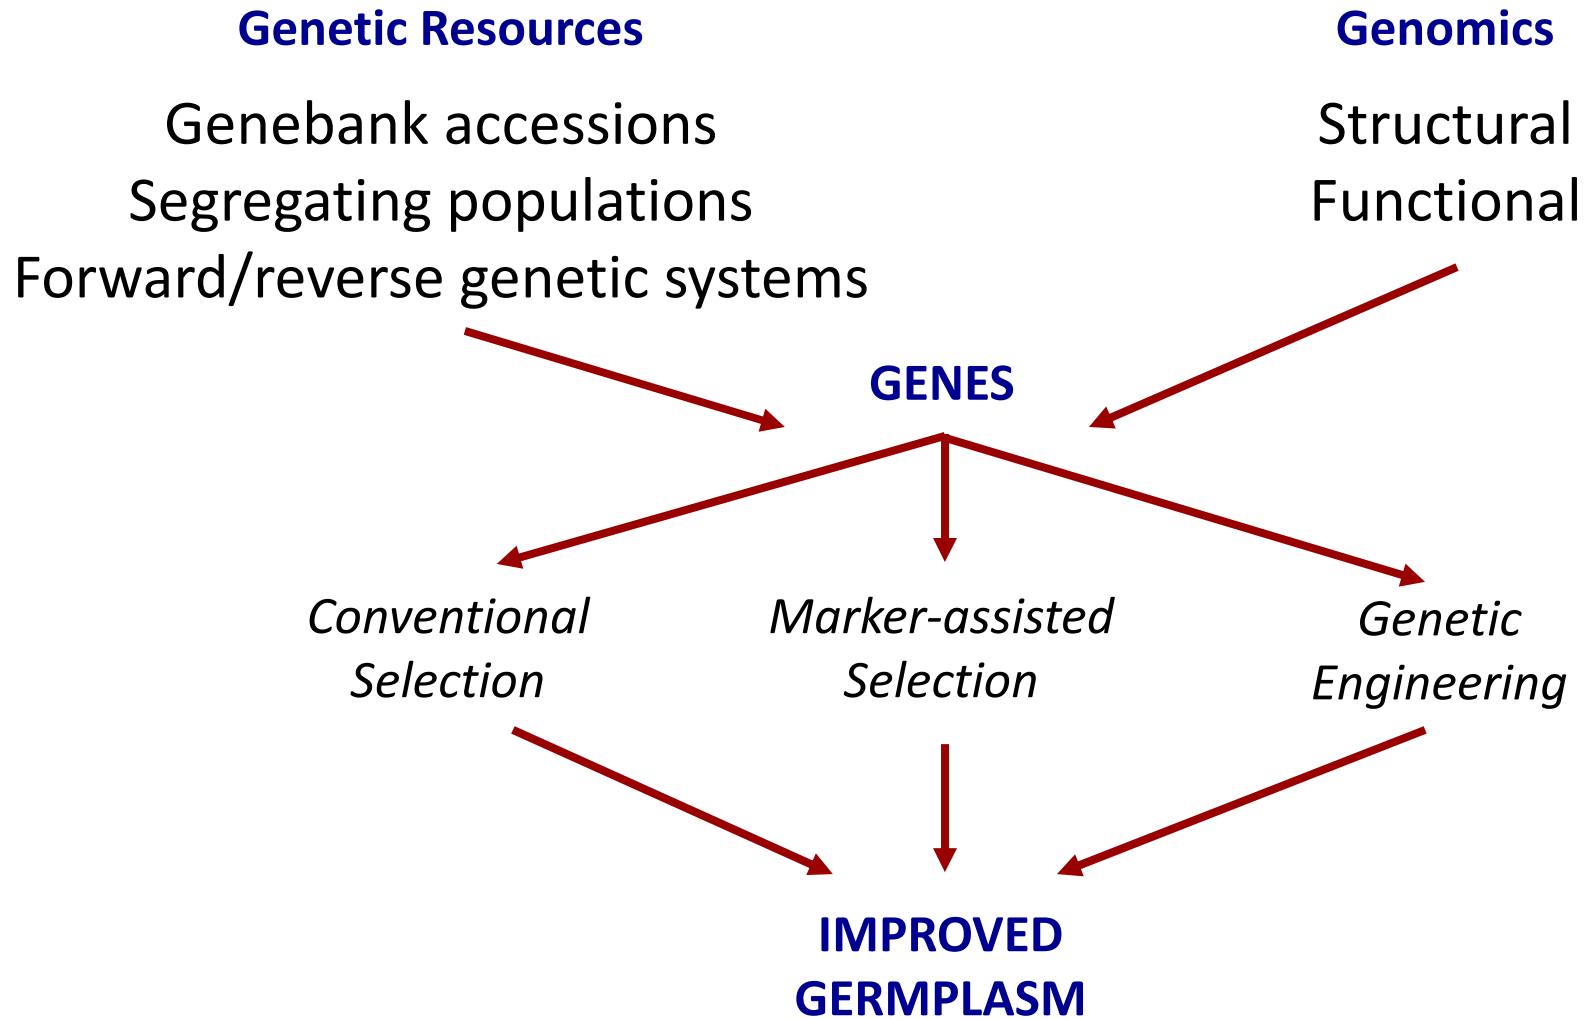 Genetic Resources
Genebank accessions
Segregating populations
Forward/reverse genetic systems
Genomics
Structural
Functional
GENES
Conventional
Selection
Marker-assisted
Selection
Genetic
Engineering
IMPROVED
GERMPLASM